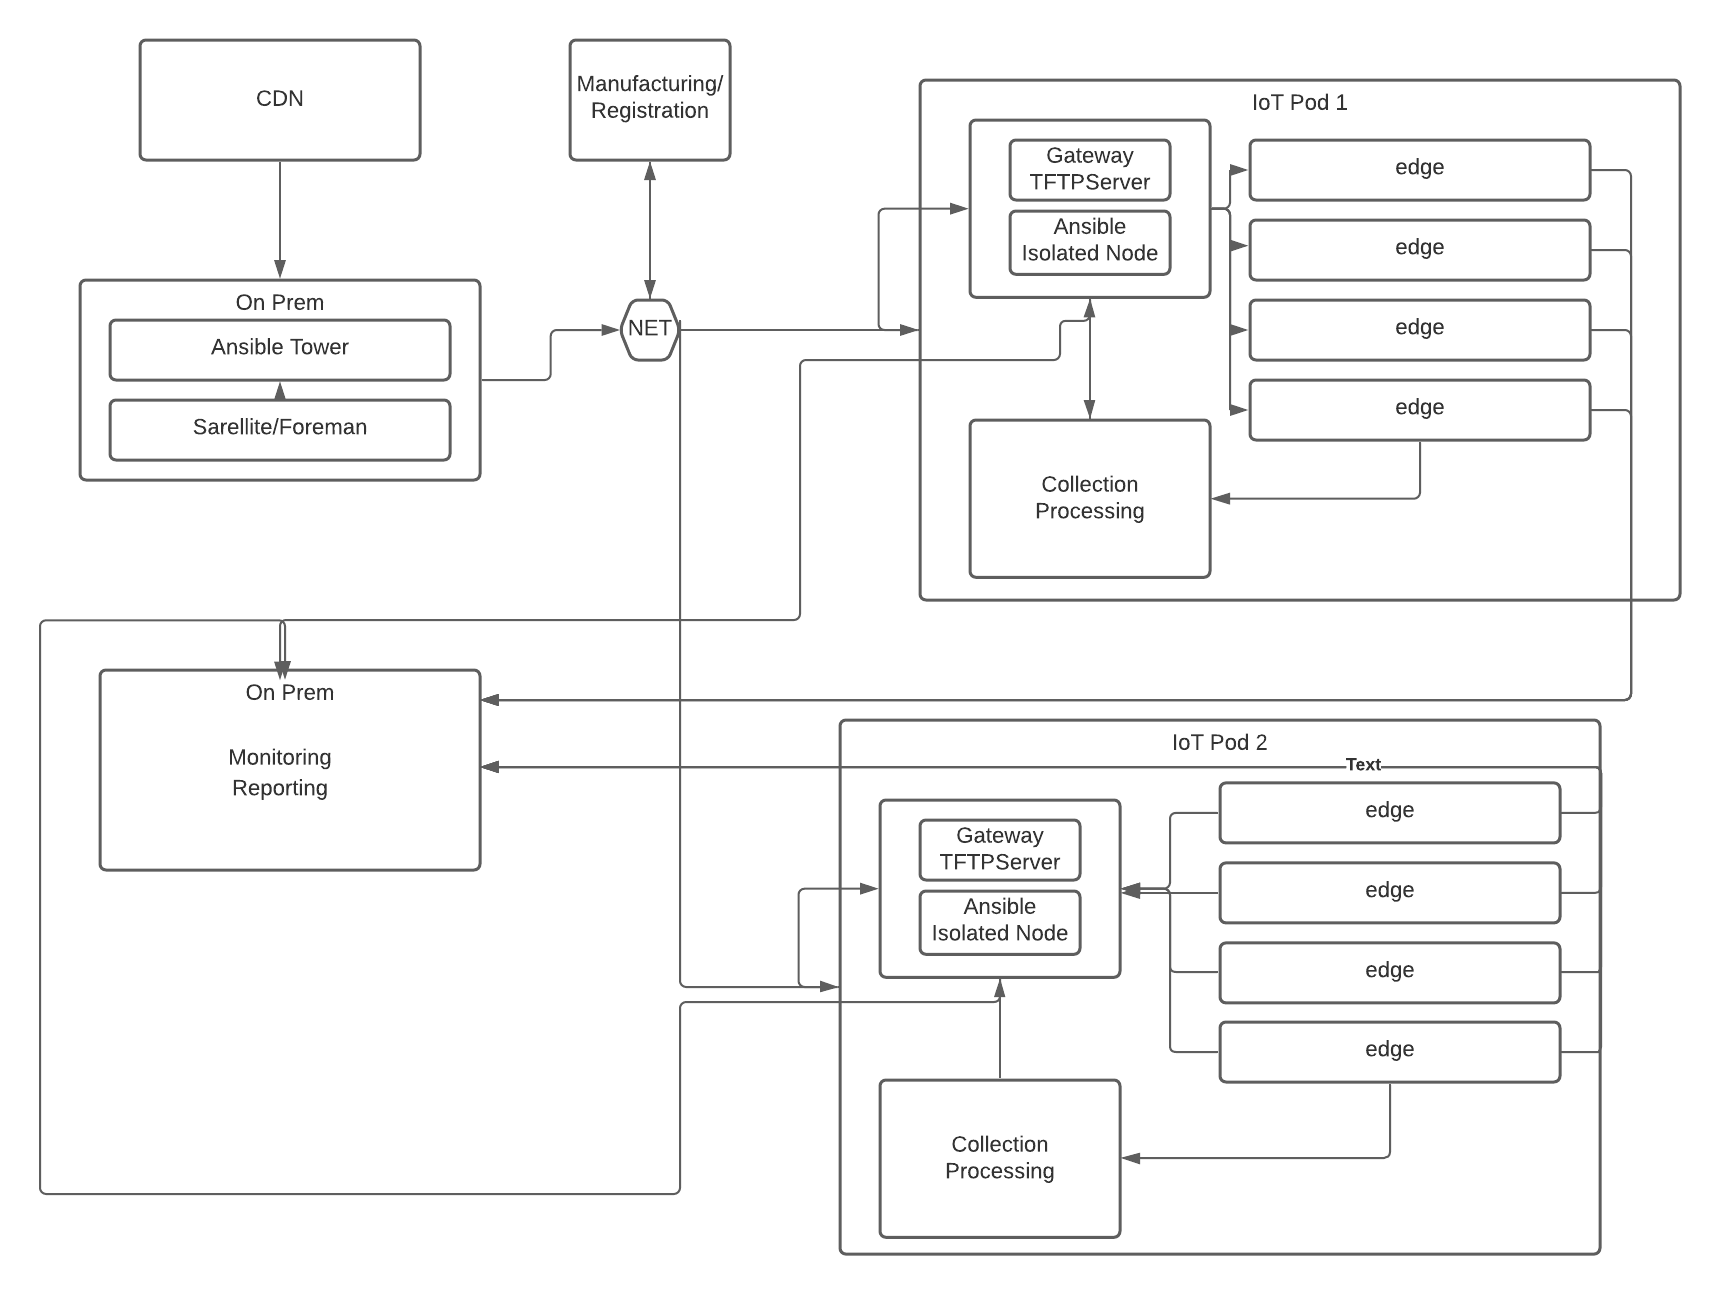 CDN
Manufacturing/
Registration
On Prem
Ansible Tower
Sarellite/Foreman
NET
IoT Pod 1
Gateway
TFTPServer
Ansible
Isolated Node
edge
edge
edge
edge
Collection
Processing
On Prem
Monitoring
Reporting
IoT Pod 2
Text
Gateway
TFTPServer
Ansible
Isolated Node
edge
edge
edge
edge
Collection
Processing